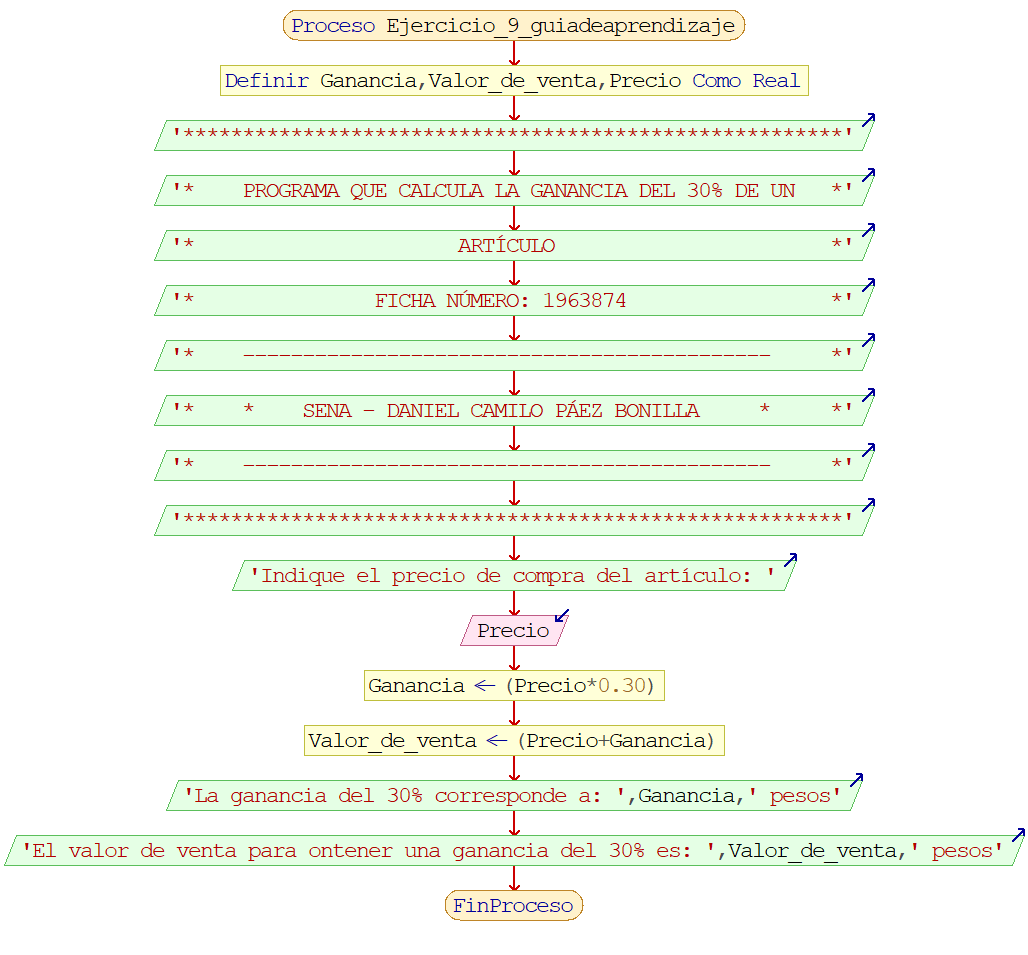 Proceso Ejercicio_9_guiadeaprendizaje
Definir Ganancia,Valor_de_venta,Precio Como Real
'*******************************************************'
'*    PROGRAMA QUE CALCULA LA GANANCIA DEL 30% DE UN   *'
'*                      ARTÍCULO                       *'
'*               FICHA NÚMERO: 1963874                 *'
'*    --------------------------------------------     *'
'*    *    SENA - DANIEL CAMILO PÁEZ BONILLA     *     *'
'*    --------------------------------------------     *'
'*******************************************************'
'Indique el precio de compra del artículo: '
Precio
Ganancia ← (Precio*0.30)
Valor_de_venta ← (Precio+Ganancia)
'La ganancia del 30% corresponde a: ',Ganancia,' pesos'
'El valor de venta para ontener una ganancia del 30% es: ',Valor_de_venta,' pesos'
FinProceso